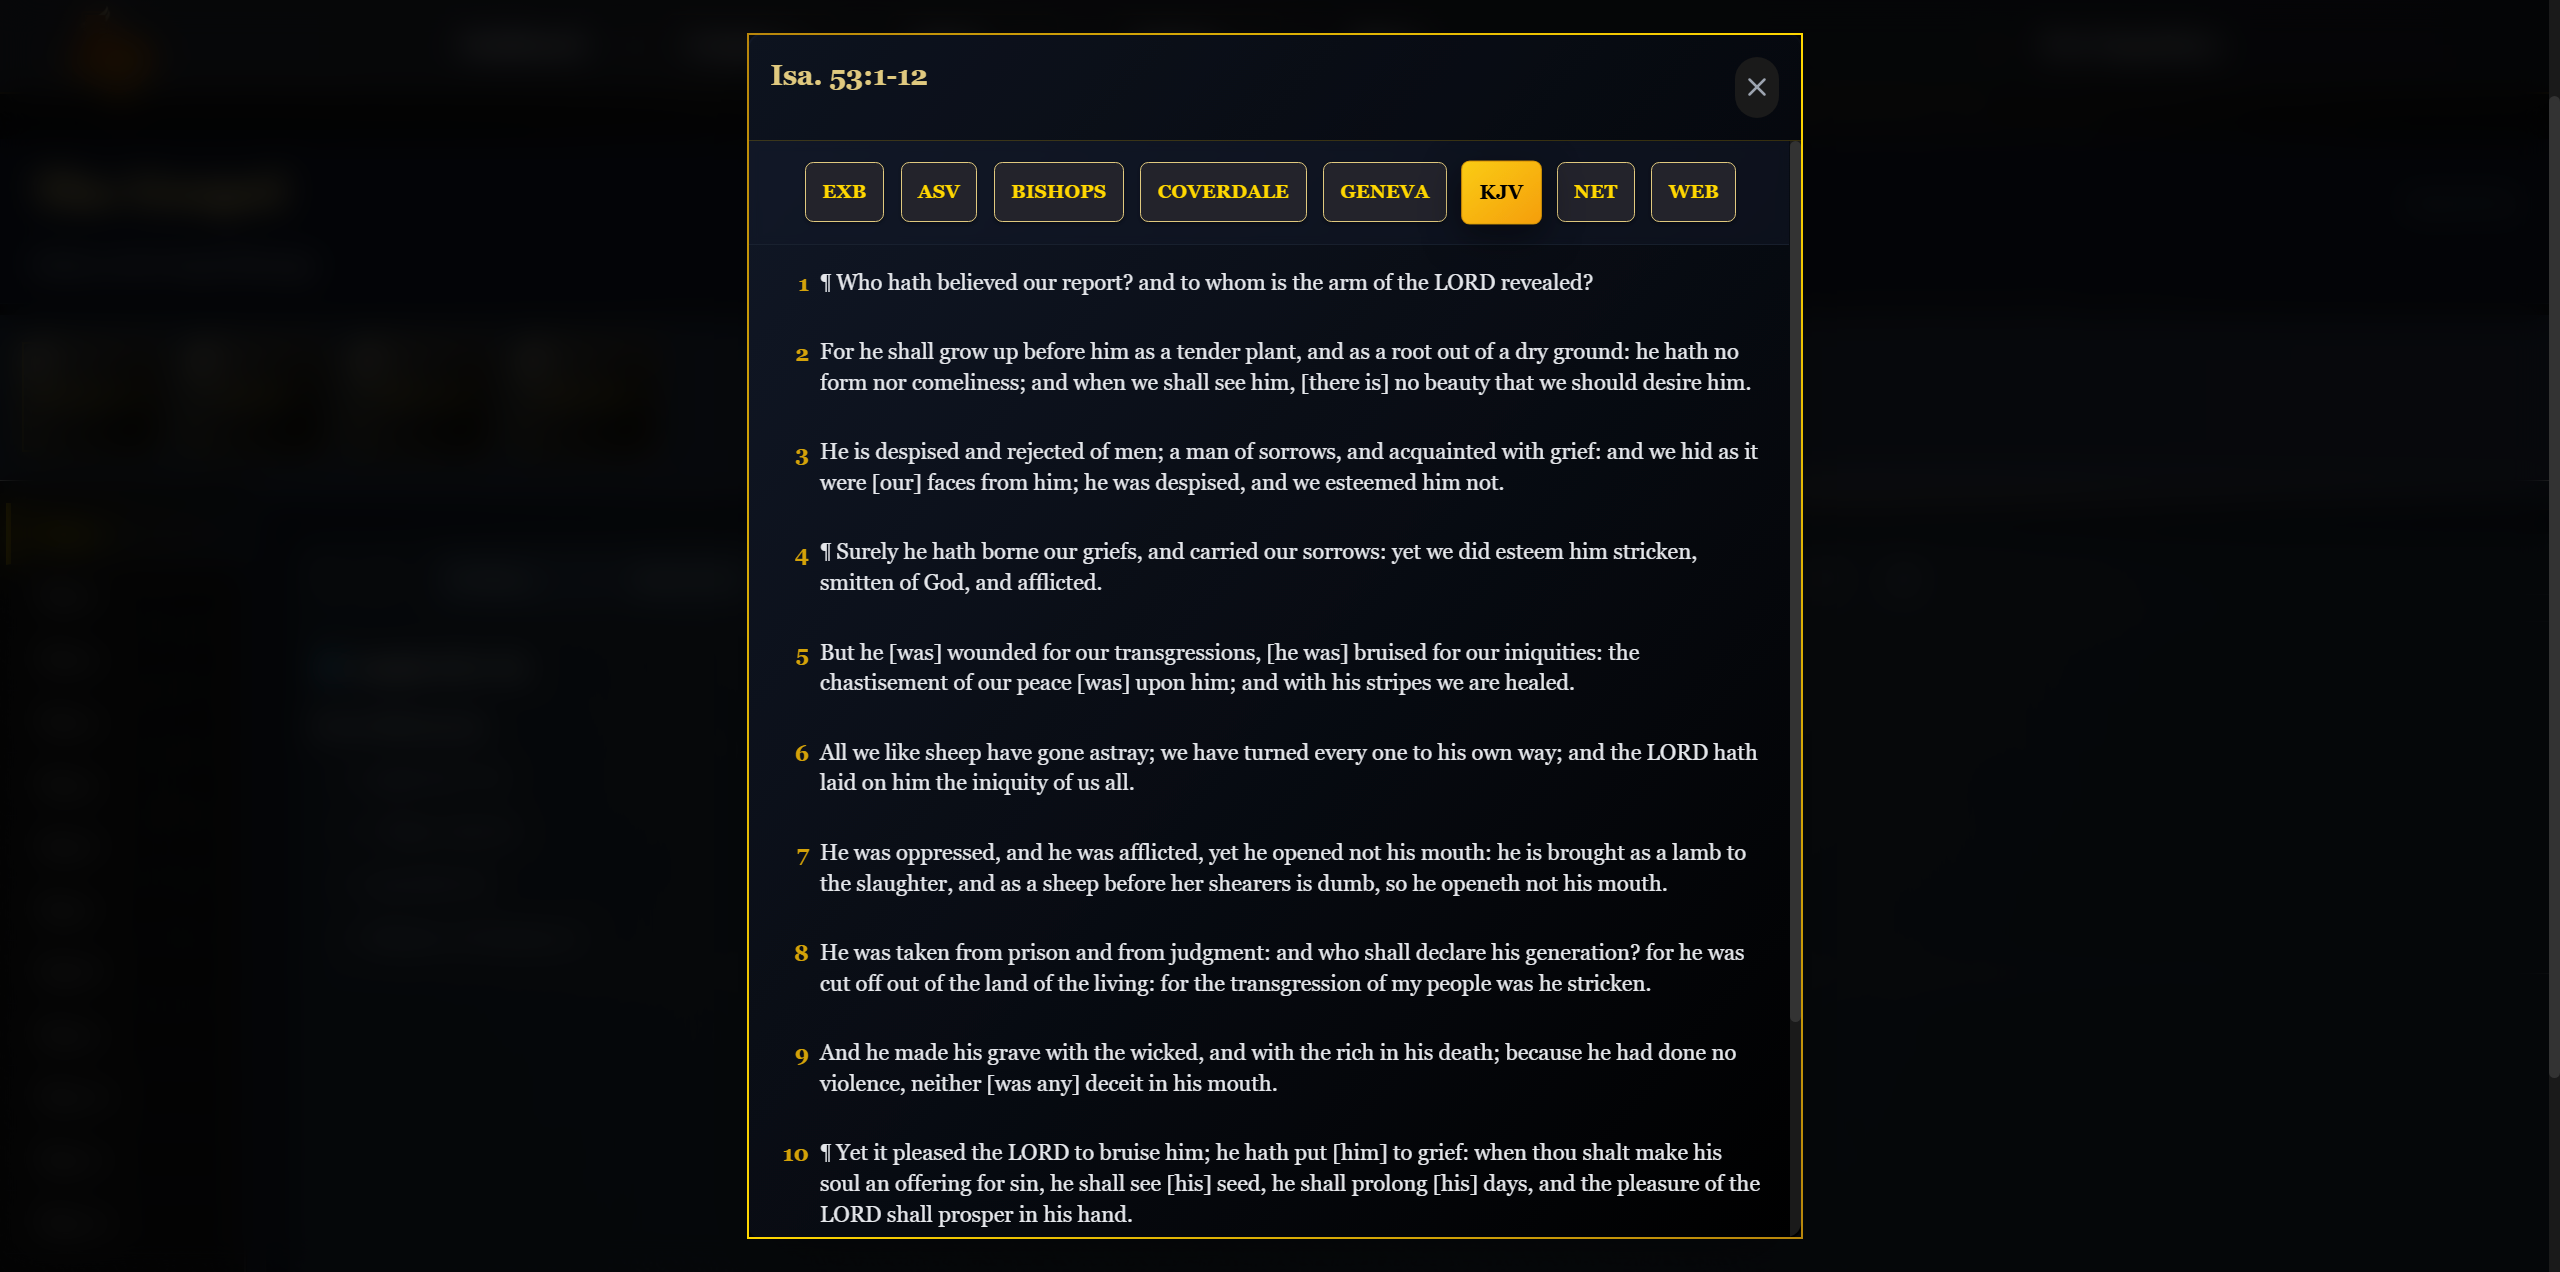 Isa. 53:1-12
EXB ASV BISHOPS COVERDALE GENEVA KJV NET WEB
1 ¶ Who hath believed our report? and to whom is the arm of the LORD revealed?
2 For he shall grow up before him as a tender plant, and as a root out of a dry ground: he hath no
form nor comeliness; and when we shall see him, [there is] no beauty that we should desire him.
3 He is despised and rejected of men; a man of sorrows, and acquainted with grief: and we hid as it
were [our] faces from him; he was despised, and we esteemed him not.
4 ¶ Surely he hath borne our griefs, and carried our sorrows: yet we did esteem him stricken,
smitten of God, and afflicted.
5 But he [was] wounded for our transgressions, [he was] bruised for our iniquities: the
chastisement of our peace [was] upon him; and with his stripes we are healed.
6 All we like sheep have gone astray; we have turned every one to his own way; and the LORD hath
laid on him the iniquity of us all.
7 He was oppressed, and he was afflicted, yet he opened not his mouth: he is brought as a lamb to
the slaughter, and as a sheep before her shearers is dumb, so he openeth not his mouth.
8 He was taken from prison and from judgment: and who shall declare his generation? for he was
cut off out of the land of the living: for the transgression of my people was he stricken.
9 And he made his grave with the wicked, and with the rich in his death; because he had done no
violence, neither [was any] deceit in his mouth.
10 ¶ Yet it pleased the LORD to bruise him; he hath put [him] to grief: when thou shalt make his
soul an offering for sin, he shall see [his] seed, he shall prolong [his] days, and the pleasure of the
LORD shall prosper in his hand.